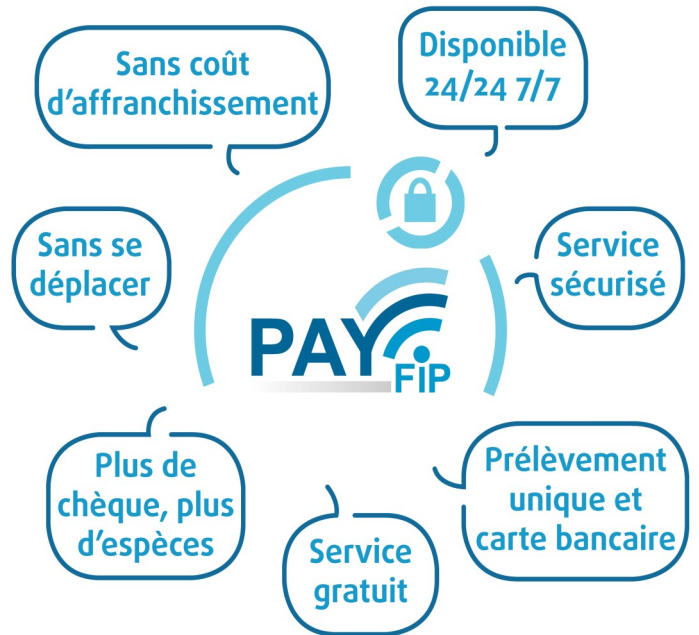 Sans coût
d'affranchissement
Disponible
24/24 7/7
Sans se
déplacer
Service
sécurisé
PAY
FiP
Plus de
chèque, plus
d'espèces
Service
gratuit
Prélèvement
unique et
carte bancaire